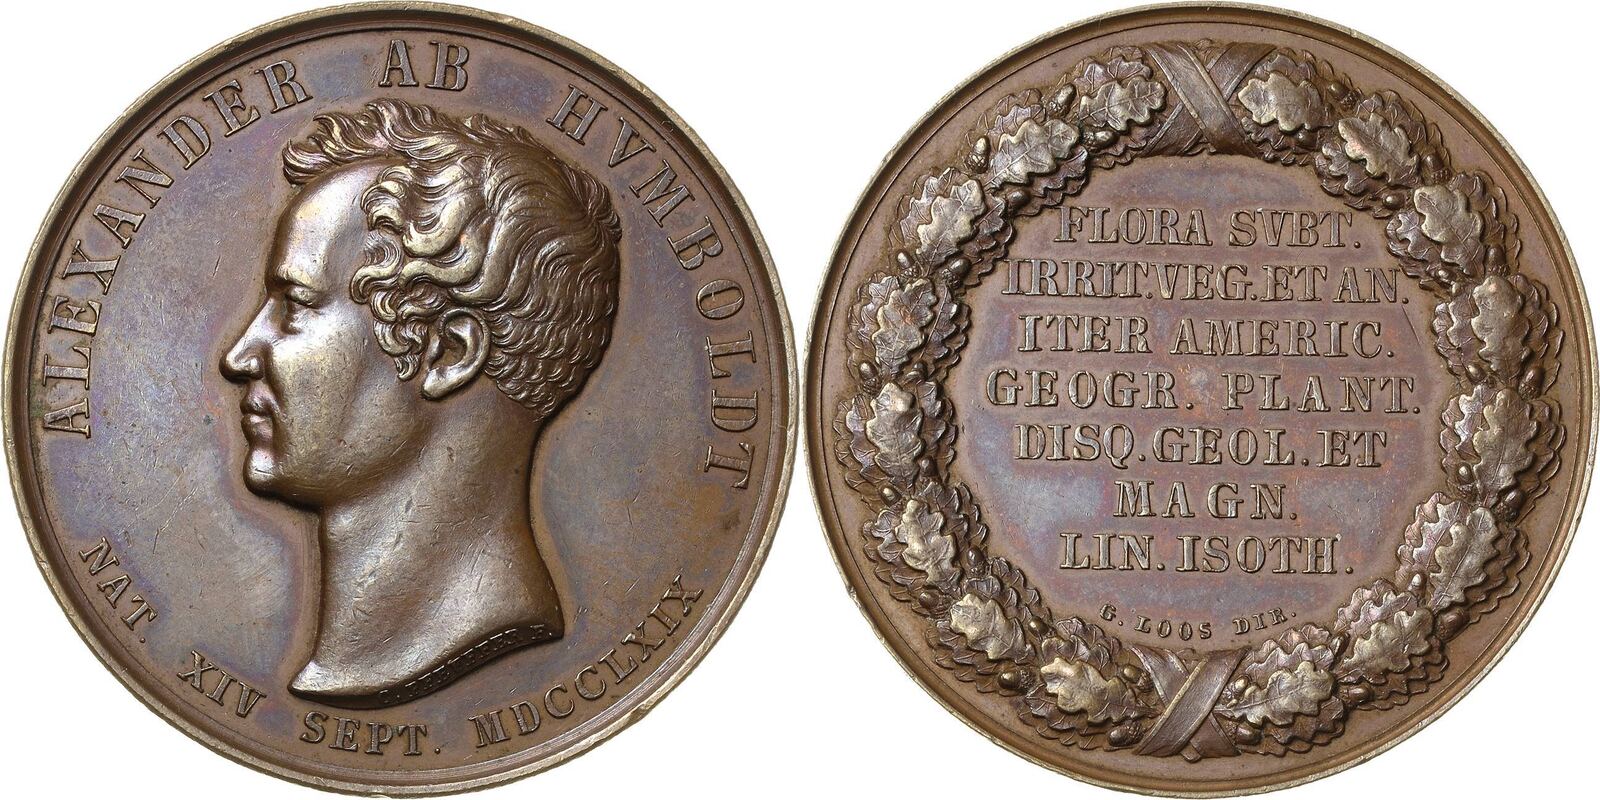 ALEXANDER AB HVMBOLDT
NAT. XIV SEPT. MDCCLXIX
C. PFEUFFER F.
FLORA SVBT.
IRRIT.VEG.ET AN.
ITER AMERIC.
GEOGR. PLANT.
DISQ.GEOL.ET
MAGN.
LIN. ISOTH.
G. LOOS DIR.